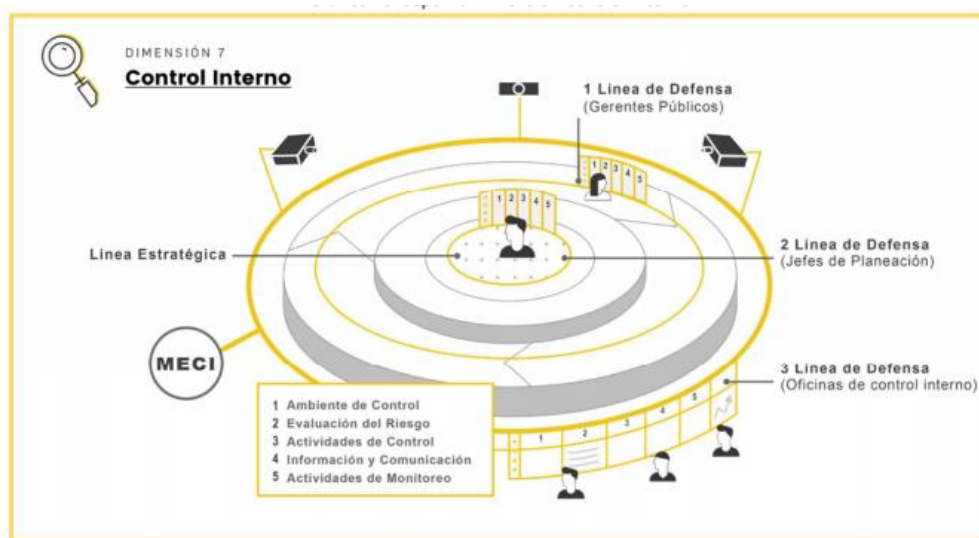 DIMENSIÓN 7
Control Interno
1 Linea de Defensa
(Gerentes Públicos)
1 2 3 4 5
1 2 3 4 5
Linea Estratégica
2 Linea de Defensa
(Jefes de Planeación)
MECI
3 Linea de Defensa
(Oficinas de control interno)
1 Ambiente de Control
2 Evaluación del Riesgo
3 Actividades de Control
4 Información y Comunicación
5 Actividades de Monitoreo
1 2 3 4 5